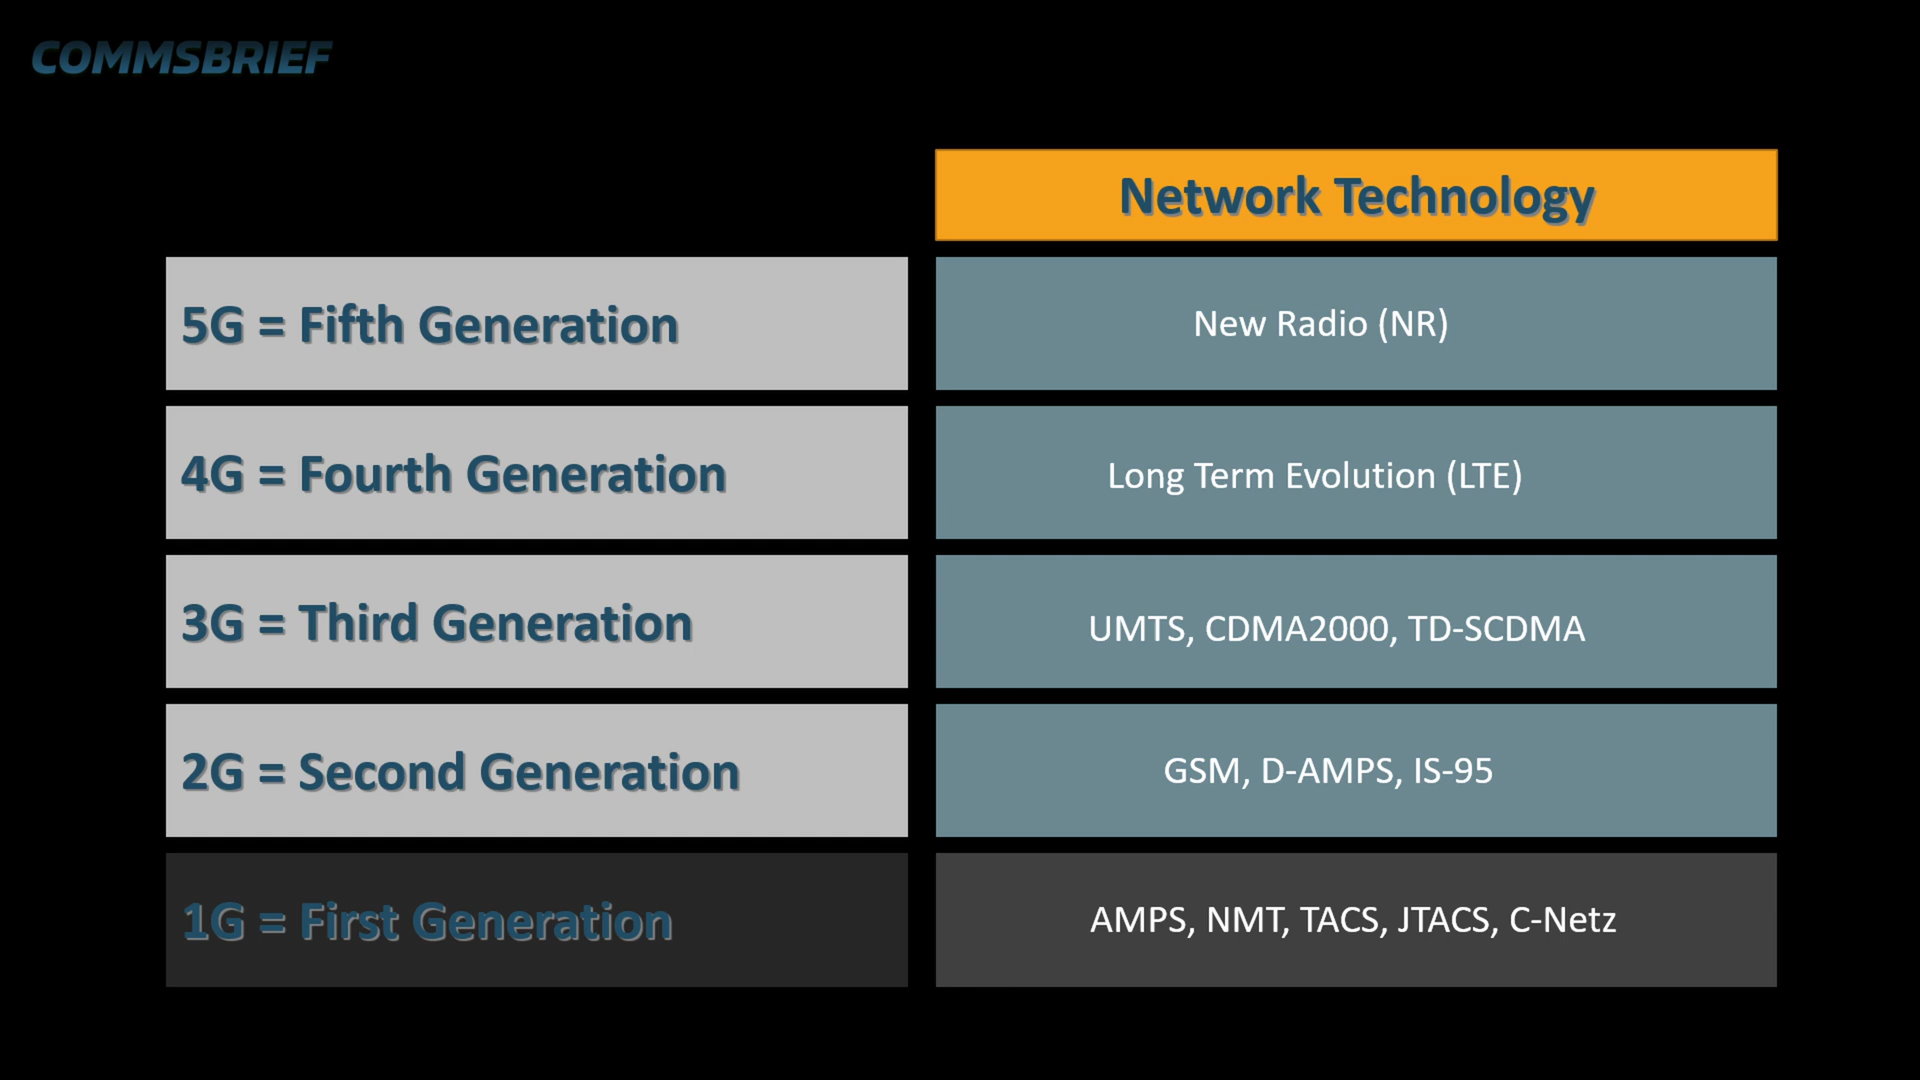 COMMSBRIEF
Network Technology
5G = Fifth Generation
New Radio (NR)
4G = Fourth Generation
Long Term Evolution (LTE)
3G = Third Generation
UMTS, CDMA2000, TD-SCDMA
2G = Second Generation
GSM, D-AMPS, IS-95
1G = First Generation
AMPS, NMT, TACS, JTACS, C-Netz